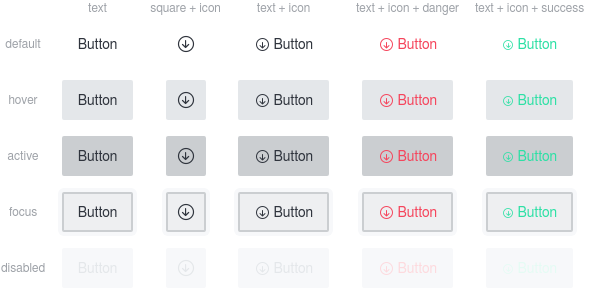 text square + icon text + icon text + icon + danger text + icon + success
default Button Button Button Button
hover Button Button Button Button
active Button Button Button Button
focus Button Button Button Button
disabled Button Button Button Button